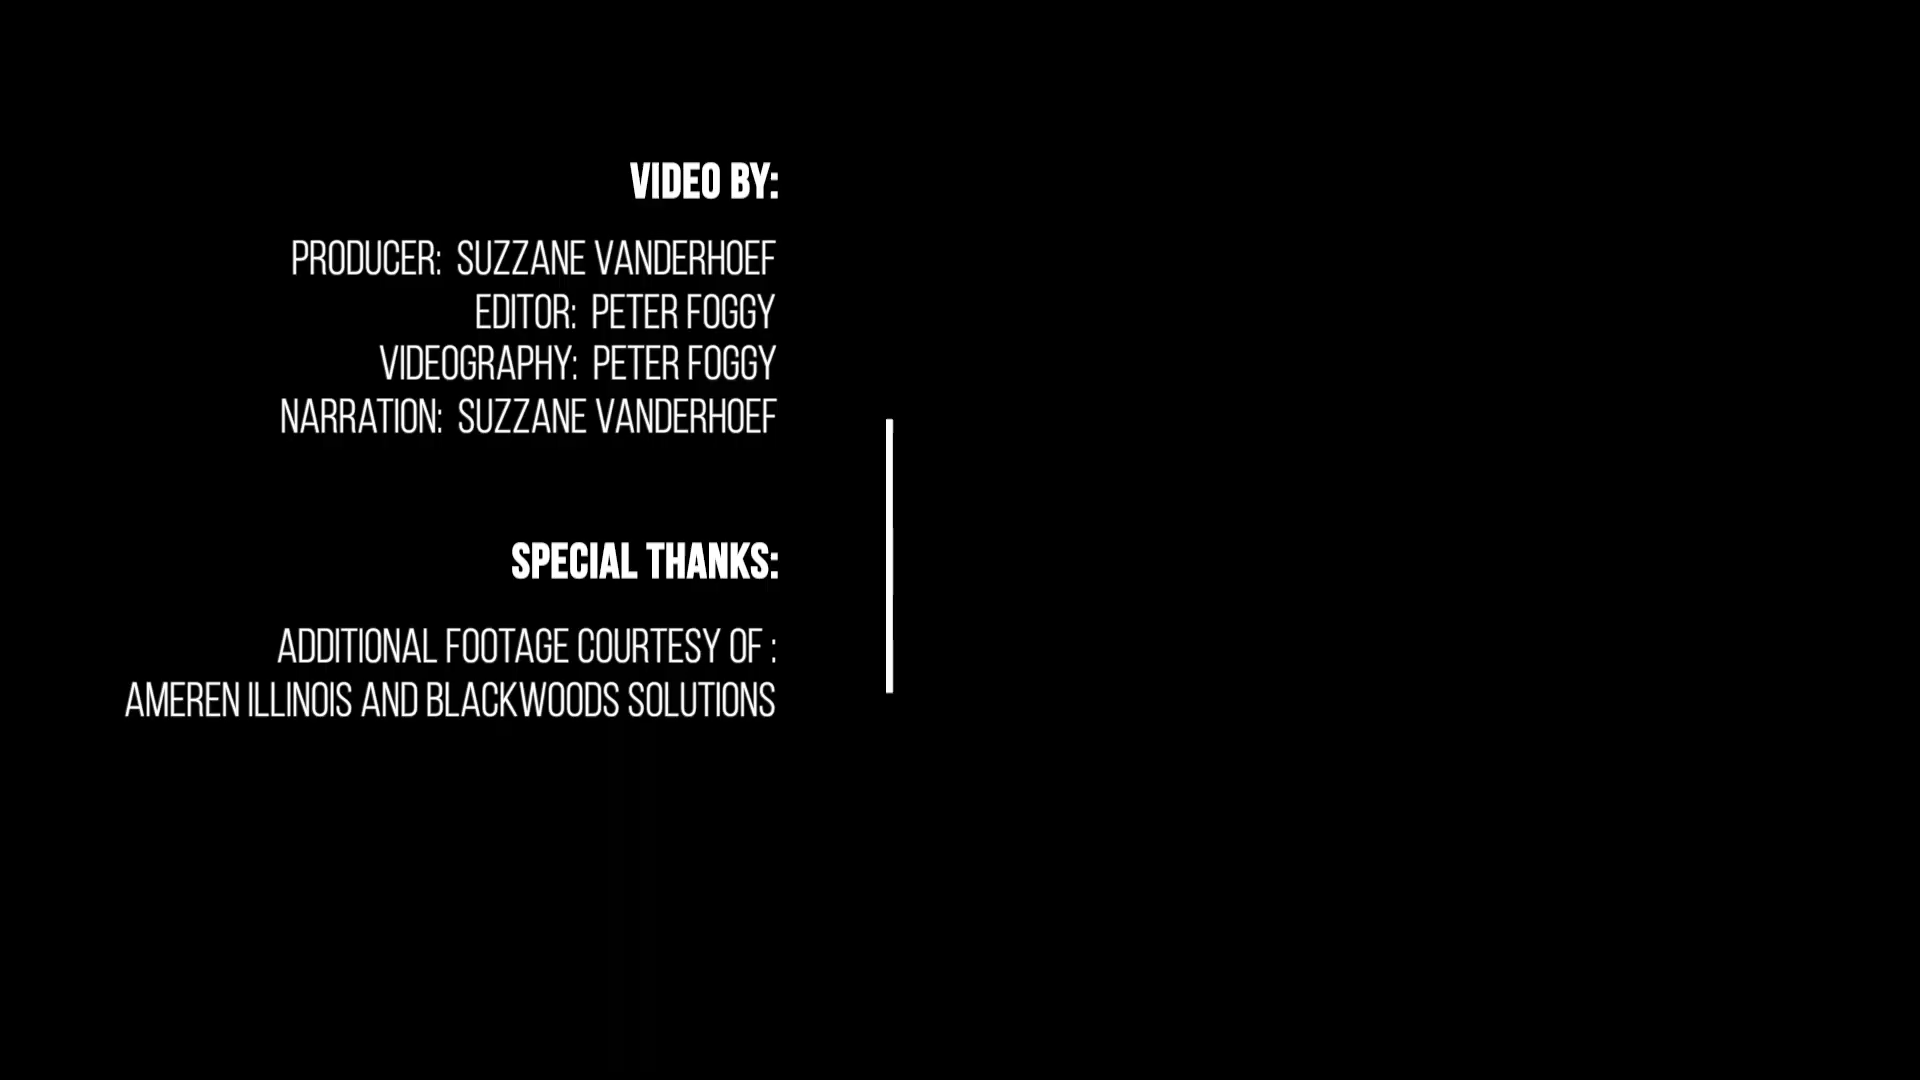 VIDEO BY:
PRODUCER: SUZZANE VANDERHOEF
EDITOR: PETER FOGGY
VIDEOGRAPHY: PETER FOGGY
NARRATION: SUZZANE VANDERHOEF
SPECIAL THANKS:
ADDITIONAL FOOTAGE COURTESY OF :
AMEREN ILLINOIS AND BLACKWOODS SOLUTIONS